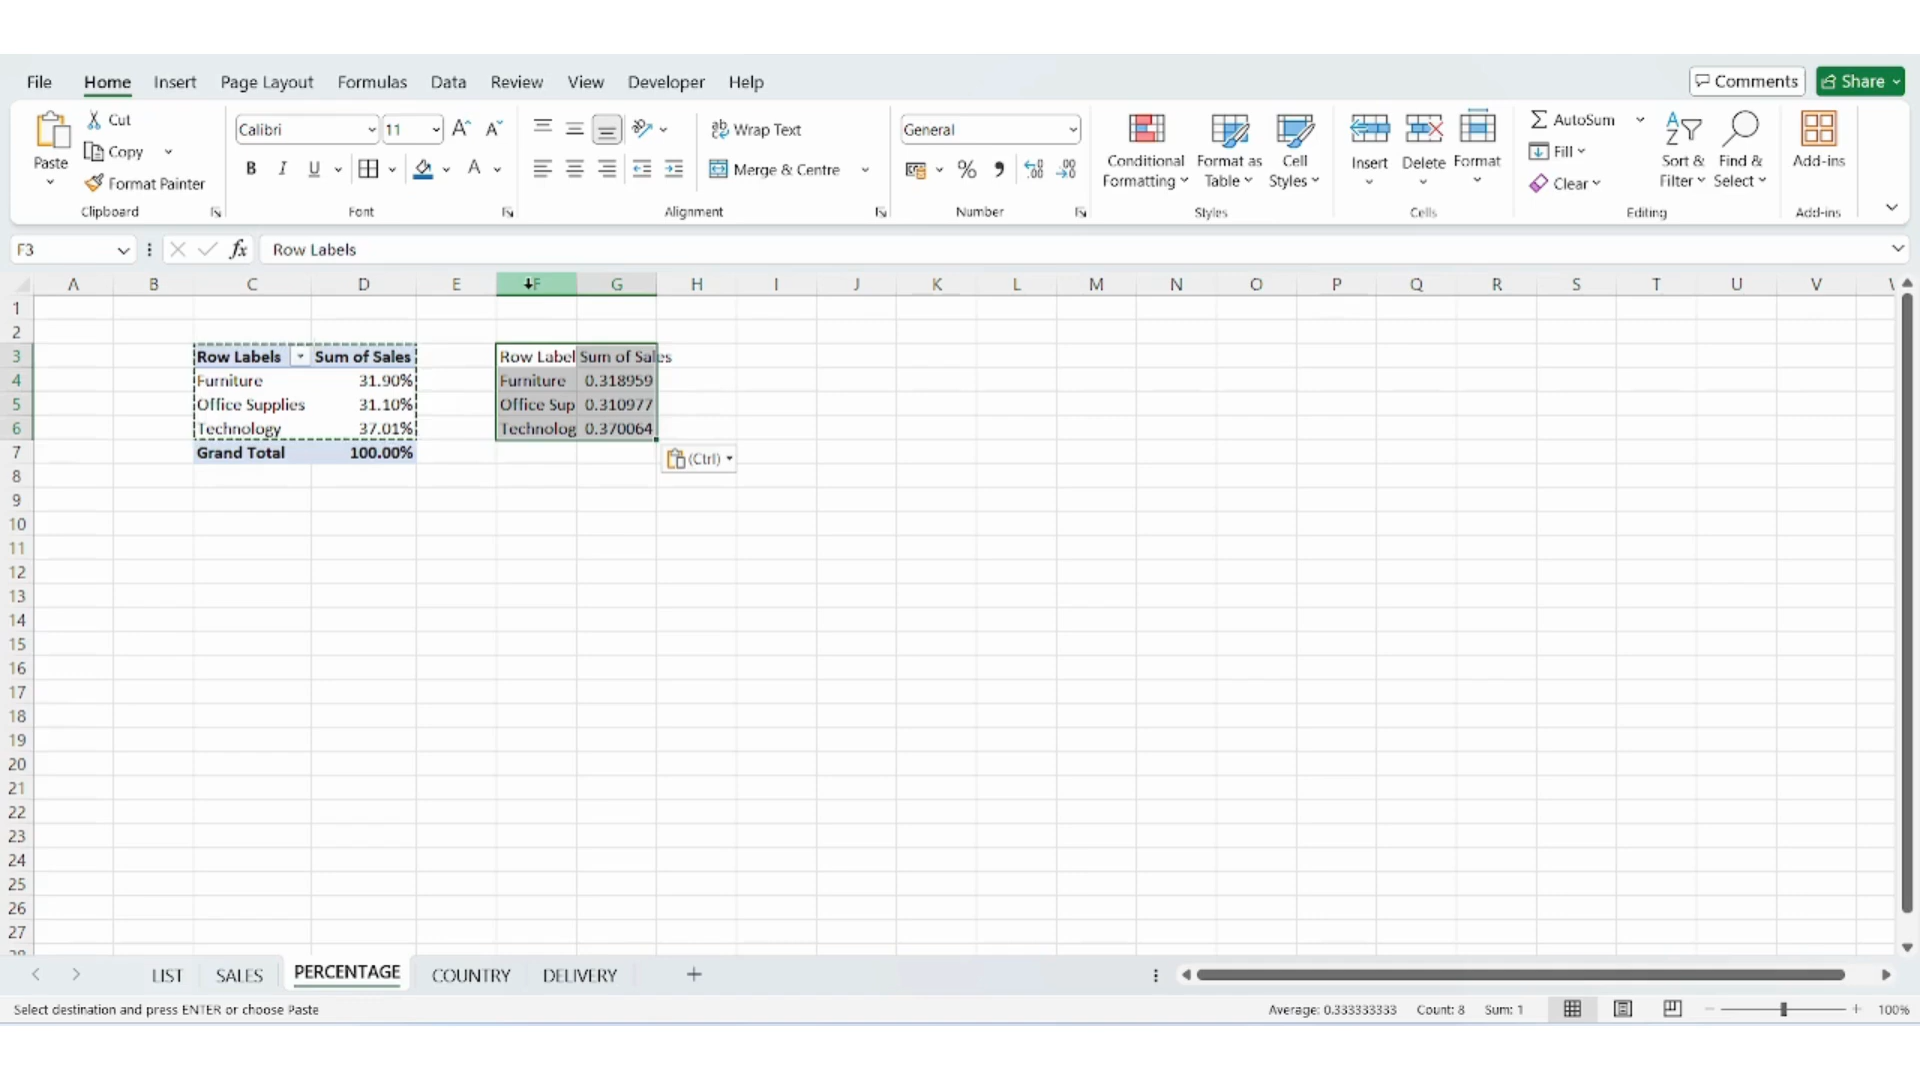 File Home Insert Page Layout Formulas Data Review View Developer Help Comments Share
Paste Cut Copy Format Painter Clipboard
Calibri 11 A^ A˅ B I U A Font
ab Wrap Text Merge & Centre Alignment
General % , Number
Conditional Formatting Format as Table Cell Styles Styles
Insert Delete Format Cells
Σ AutoSum Fill Clear Sort & Filter Find & Select Editing
Add-ins Add-ins
F3 fx Row Labels
A B C D E F G H I J K L M N O P Q R S T U V
1
2
3 Row Labels Sum of Sales Row Label Sum of Sales
4 Furniture 31.90% Furniture 0.318959
5 Office Supplies 31.10% Office Sup 0.310977
6 Technology 37.01% Technolog 0.370064
7 Grand Total 100.00% (Ctrl)
8
9
10
11
12
13
14
15
16
17
18
19
20
21
22
23
24
25
26
27
LIST SALES PERCENTAGE COUNTRY DELIVERY +
Select destination and press ENTER or choose Paste Average: 0.333333333 Count: 8 Sum: 1 100%